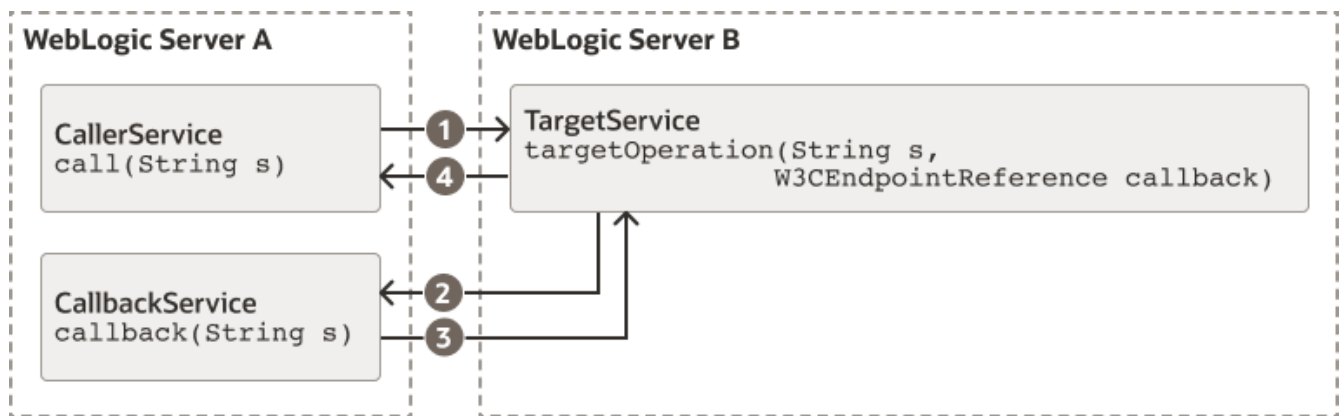 WebLogic Server A
CallerService
call(String s)
CallbackService
callback(String s)
WebLogic Server B
TargetService
targetOperation(String s,
W3CEndpointReference callback)
1
4
2
3